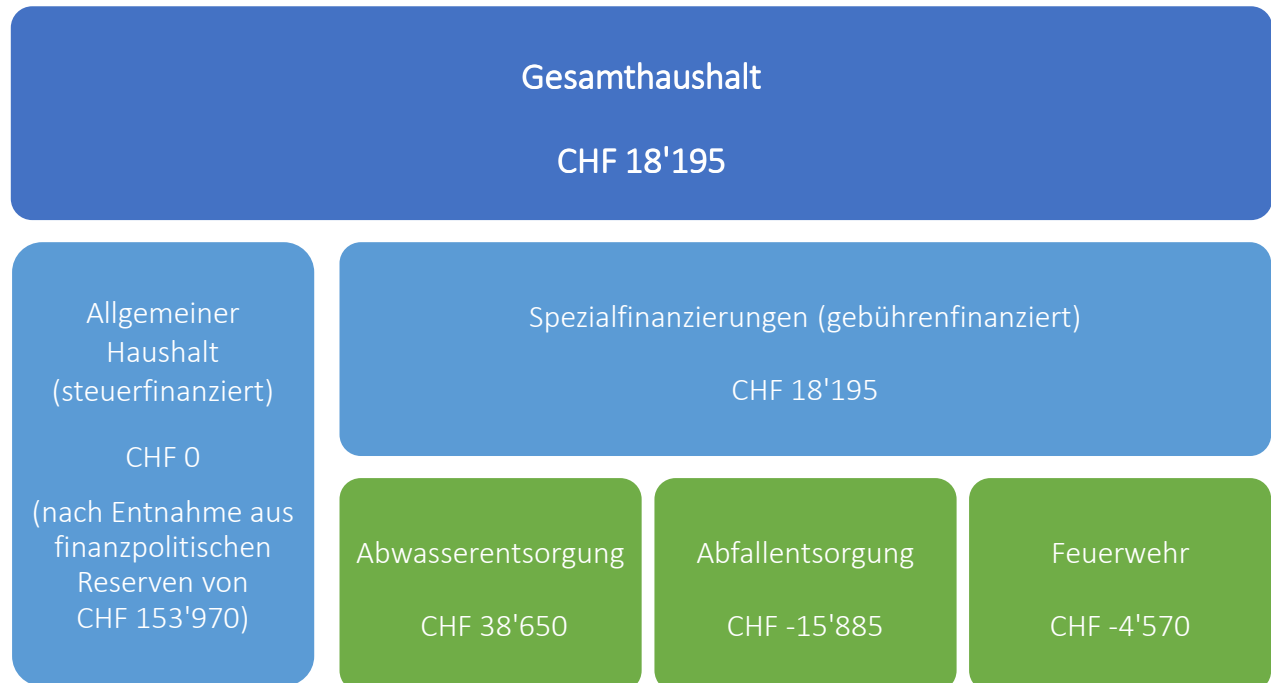 Gesamthaushalt
CHF 18'195
Allgemeiner
Haushalt
(steuerfinanziert)
CHF 0
(nach Entnahme aus
finanzpolitischen
Reserven von
CHF 153'970)
Spezialfinanzierungen (gebührenfinanziert)
CHF 18'195
Abwasserentsorgung
CHF 38'650
Abfallentsorgung
CHF -15'885
Feuerwehr
CHF -4'570